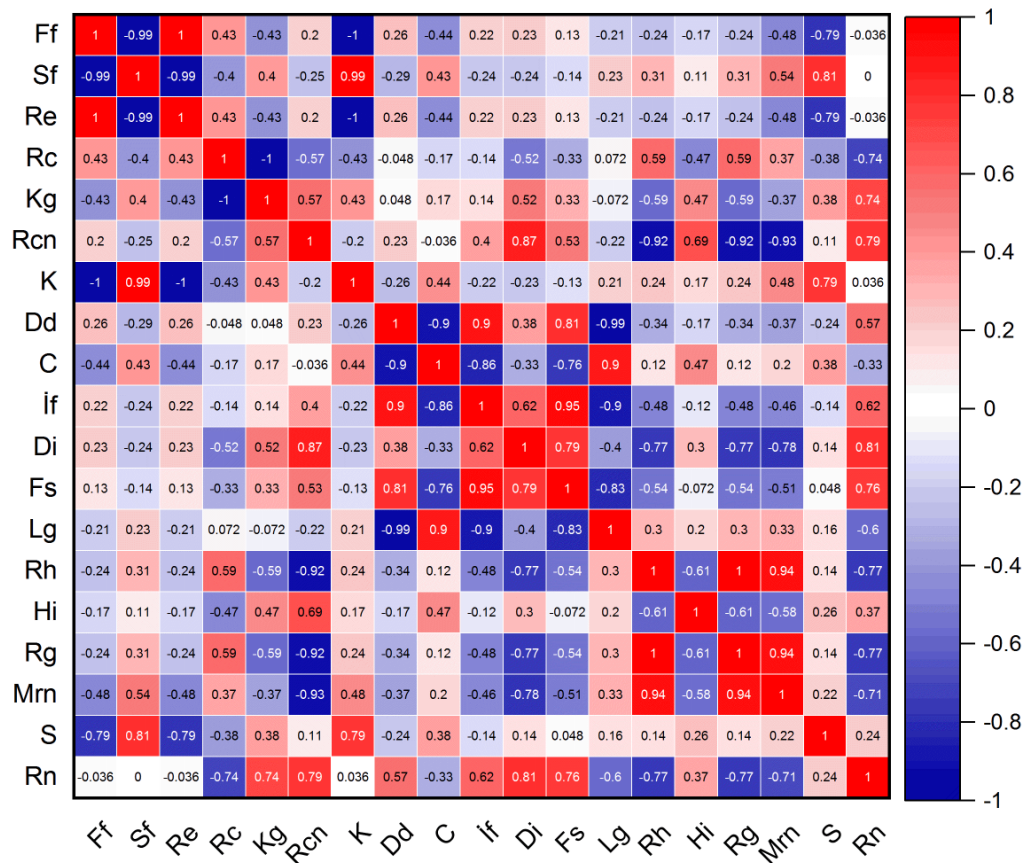 Ff 1 -0.99 1 0.43 -0.43 0.2 -1 0.26 -0.44 0.22 0.23 0.13 -0.21 -0.24 -0.17 -0.24 -0.48 -0.79 -0.036
Sf -0.99 1 -0.99 -0.4 0.4 -0.25 0.99 -0.29 0.43 -0.24 -0.24 -0.14 0.23 0.31 0.11 0.31 0.54 0.81 0
Re 1 -0.99 1 0.43 -0.43 0.2 -1 0.26 -0.44 0.22 0.23 0.13 -0.21 -0.24 -0.17 -0.24 -0.48 -0.79 -0.036
Rc 0.43 -0.4 0.43 1 -1 -0.57 -0.43 -0.048 -0.17 -0.14 -0.52 -0.33 0.072 0.59 -0.47 0.59 0.37 -0.38 -0.74
Kg -0.43 0.4 -0.43 -1 1 0.57 0.43 0.048 0.17 0.14 0.52 0.33 -0.072 -0.59 0.47 -0.59 -0.37 0.38 0.74
Rcn 0.2 -0.25 0.2 -0.57 0.57 1 -0.2 0.23 -0.036 0.4 0.87 0.53 -0.22 -0.92 0.69 -0.92 -0.93 0.11 0.79
K -1 0.99 -1 -0.43 0.43 -0.2 1 -0.26 0.44 -0.22 -0.23 -0.13 0.21 0.24 0.17 0.24 0.48 0.79 0.036
Dd 0.26 -0.29 0.26 -0.048 0.048 0.23 -0.26 1 -0.9 0.9 0.38 0.81 -0.99 -0.34 -0.17 -0.34 -0.37 -0.24 0.57
C -0.44 0.43 -0.44 -0.17 0.17 -0.036 0.44 -0.9 1 -0.86 -0.33 -0.76 0.9 0.12 0.47 0.12 0.2 0.38 -0.33
İf 0.22 -0.24 0.22 -0.14 0.14 0.4 -0.22 0.9 -0.86 1 0.62 0.95 -0.9 -0.48 -0.12 -0.48 -0.46 -0.14 0.62
Di 0.23 -0.24 0.23 -0.52 0.52 0.87 -0.23 0.38 -0.33 0.62 1 0.79 -0.4 -0.77 0.3 -0.77 -0.78 0.14 0.81
Fs 0.13 -0.14 0.13 -0.33 0.33 0.53 -0.13 0.81 -0.76 0.95 0.79 1 -0.83 -0.54 -0.072 -0.54 -0.51 0.048 0.76
Lg -0.21 0.23 -0.21 0.072 -0.072 -0.22 0.21 -0.99 0.9 -0.9 -0.4 -0.83 1 0.3 0.2 0.3 0.33 0.16 -0.6
Rh -0.24 0.31 -0.24 0.59 -0.59 -0.92 0.24 -0.34 0.12 -0.48 -0.77 -0.54 0.3 1 -0.61 1 0.94 0.14 -0.77
Hi -0.17 0.11 -0.17 -0.47 0.47 0.69 0.17 -0.17 0.47 -0.12 0.3 -0.072 0.2 -0.61 1 -0.61 -0.58 0.26 0.37
Rg -0.24 0.31 -0.24 0.59 -0.59 -0.92 0.24 -0.34 0.12 -0.48 -0.77 -0.54 0.3 1 -0.61 1 0.94 0.14 -0.77
Mrn -0.48 0.54 -0.48 0.37 -0.37 -0.93 0.48 -0.37 0.2 -0.46 -0.78 -0.51 0.33 0.94 -0.58 0.94 1 0.22 -0.71
S -0.79 0.81 -0.79 -0.38 0.38 0.11 0.79 -0.24 0.38 -0.14 0.14 0.048 0.16 0.14 0.26 0.14 0.22 1 0.24
Rn -0.036 0 -0.036 -0.74 0.74 0.79 0.036 0.57 -0.33 0.62 0.81 0.76 -0.6 -0.77 0.37 -0.77 -0.71 0.24 1
Ff Sf Re Rc Kg Rcn K Dd C İf Di Fs Lg Rh Hi Rg Mrn S Rn
1
0.8
0.6
0.4
0.2
0
-0.2
-0.4
-0.6
-0.8
-1